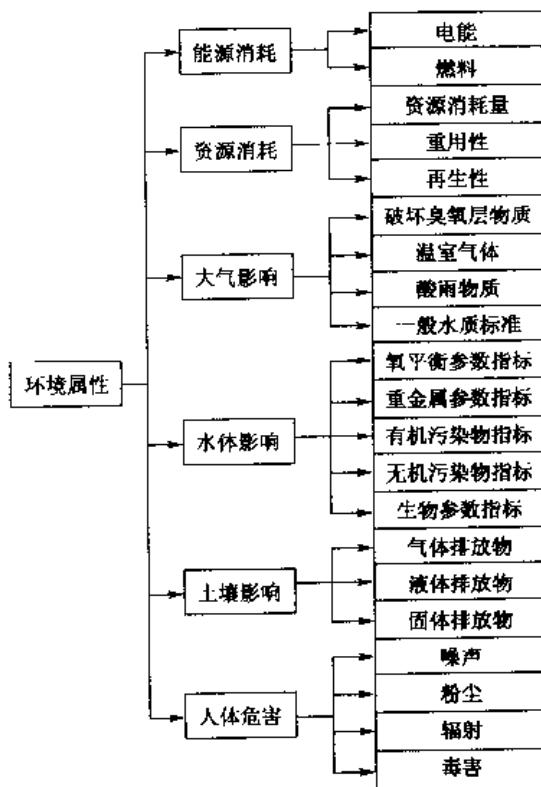 环境属性
能源消耗
电能
燃料
资源消耗
资源消耗量
重用性
再生性
大气影响
破坏臭氧层物质
温室气体
酸雨物质
一般水质标准
水体影响
氧平衡参数指标
重金属参数指标
有机污染物指标
无机污染物指标
生物参数指标
土壤影响
气体排放物
液体排放物
固体排放物
人体危害
噪声
粉尘
辐射
毒害